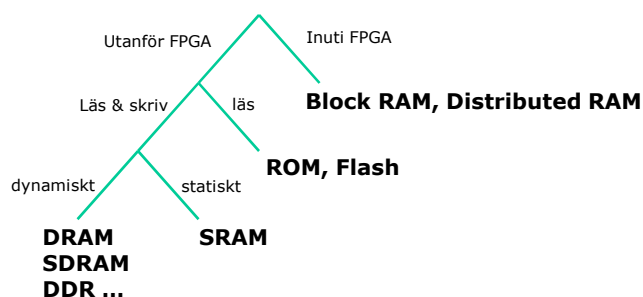 Utanför FPGA
Inuti FPGA
Läs & skriv
läs
Block RAM, Distributed RAM
ROM, Flash
dynamiskt
statiskt
DRAM
SRAM
SDRAM
DDR ...